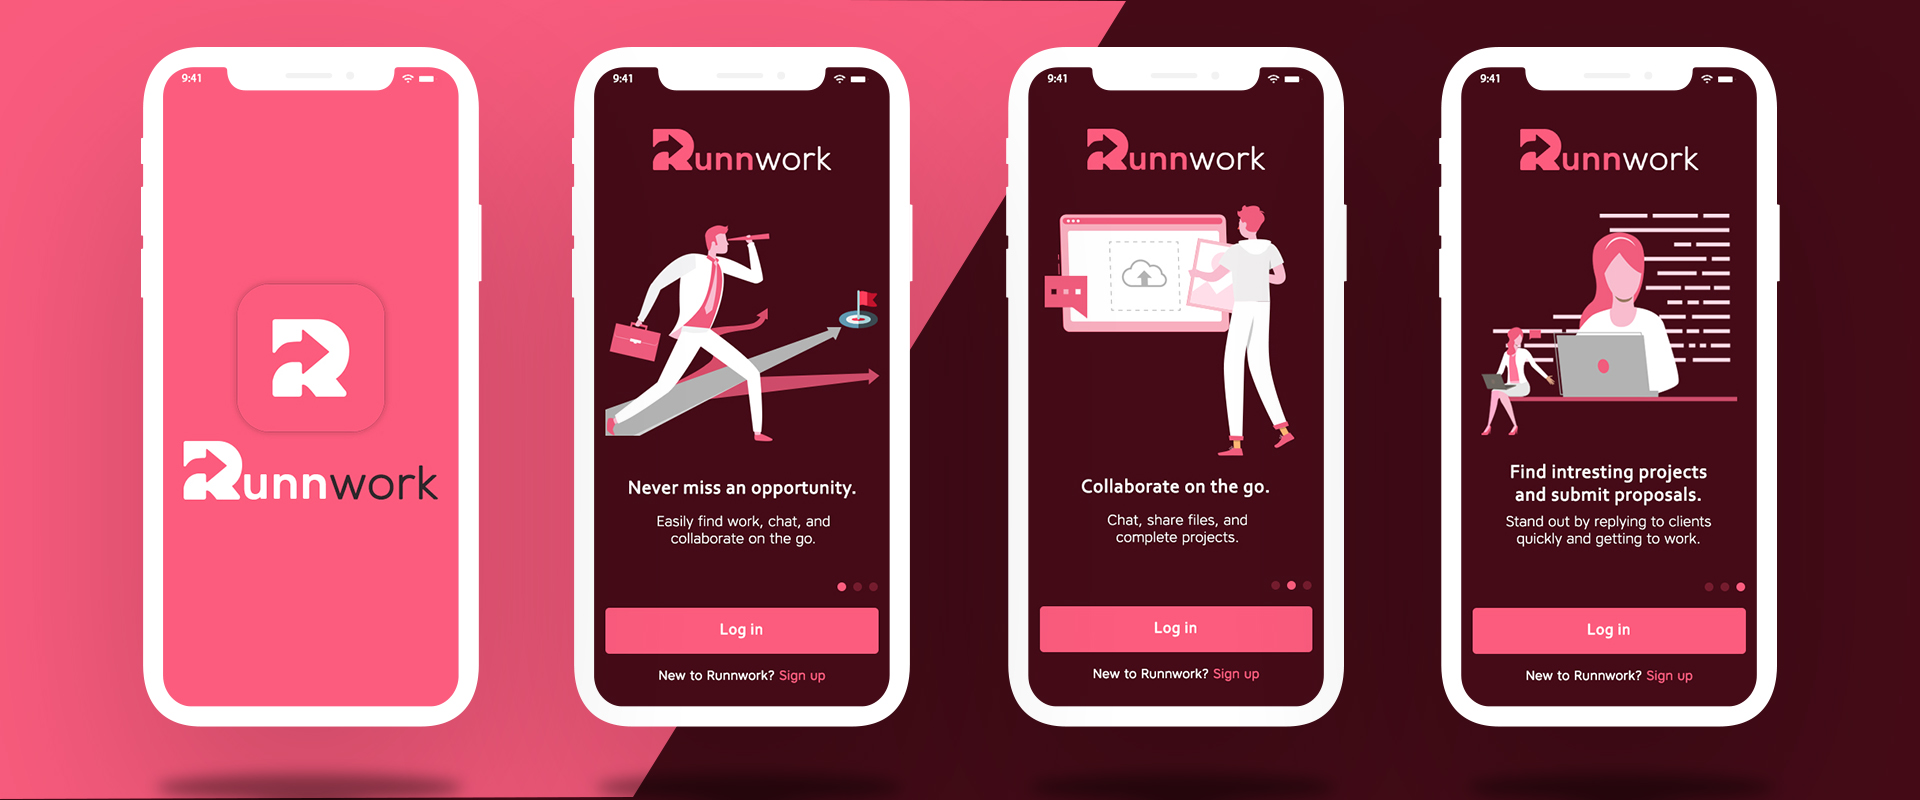 9:41
R
Runnwork
9:41
Runnwork
Never miss an opportunity.
Easily find work, chat, and
collaborate on the go.
Log in
New to Runnwork? Sign up
9:41
Runnwork
Collaborate on the go.
Chat, share files, and
complete projects.
Log in
New to Runnwork? Sign up
9:41
Runnwork
Find intresting projects
and submit proposals.
Stand out by replying to clients
quickly and getting to work.
Log in
New to Runnwork? Sign up